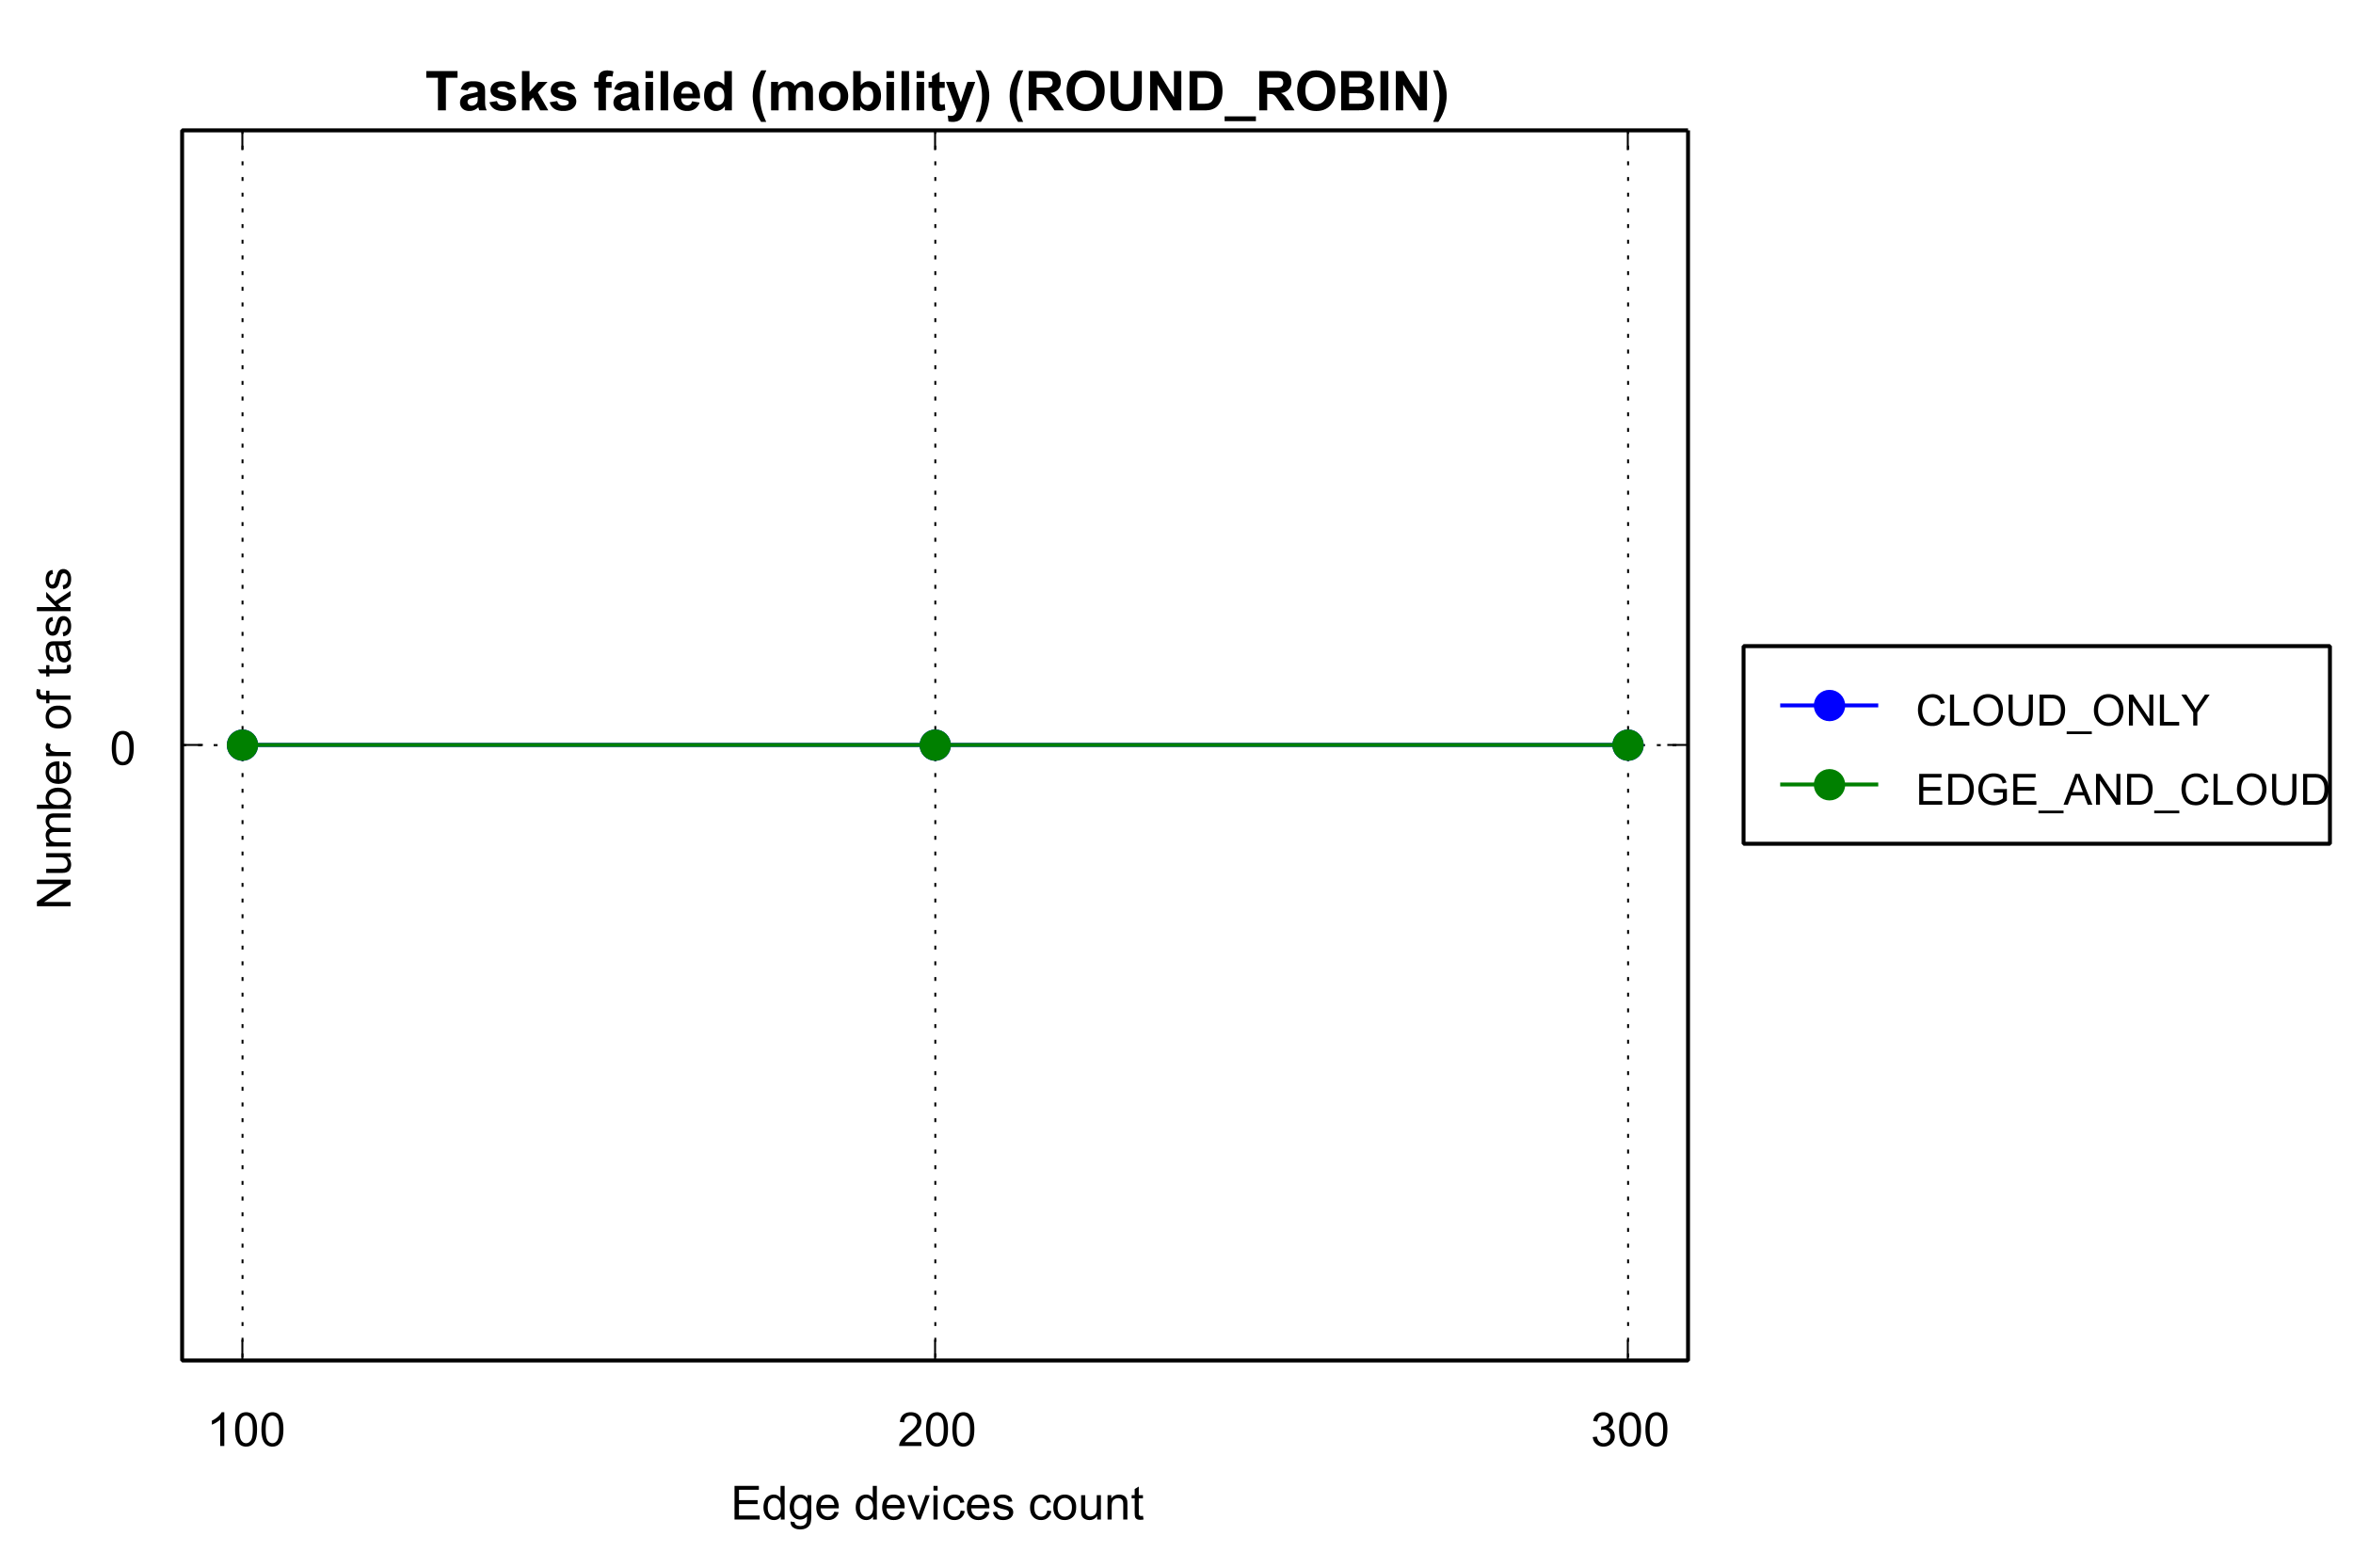 Tasks failed (mobility) (ROUND_ROBIN)
Number of tasks
0
CLOUD_ONLY
EDGE_AND_CLOUD
100
200
300
Edge devices count